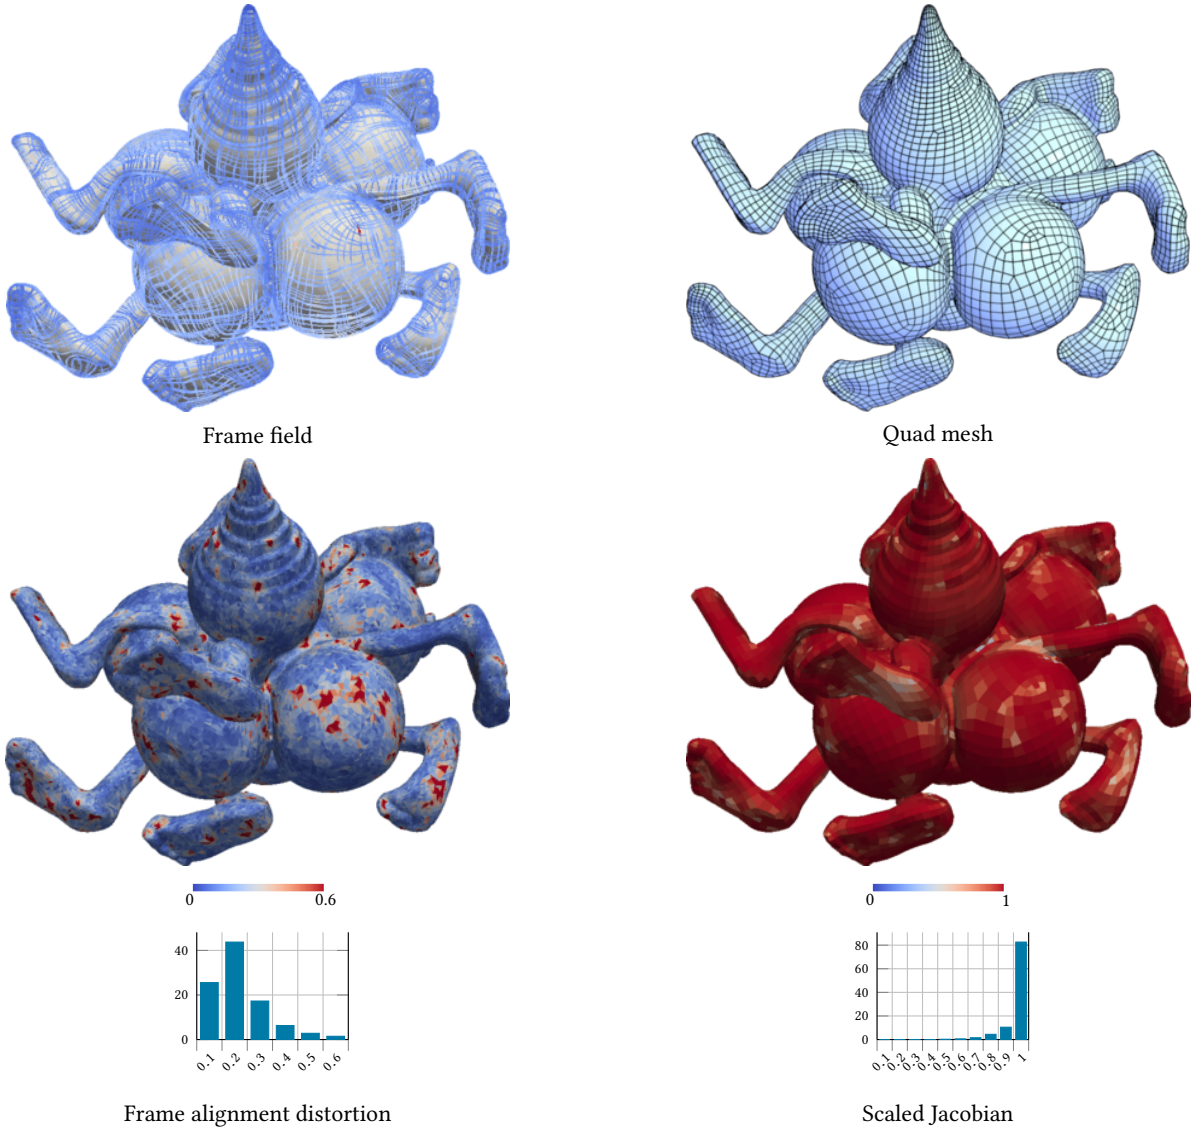 Frame field
Quad mesh
0 0.6
0 1
40
20
0
0.1 0.2 0.3 0.4 0.5 0.6
80
60
40
20
0
0.1 0.2 0.3 0.4 0.5 0.6 0.7 0.8 0.9 1
Frame alignment distortion
Scaled Jacobian